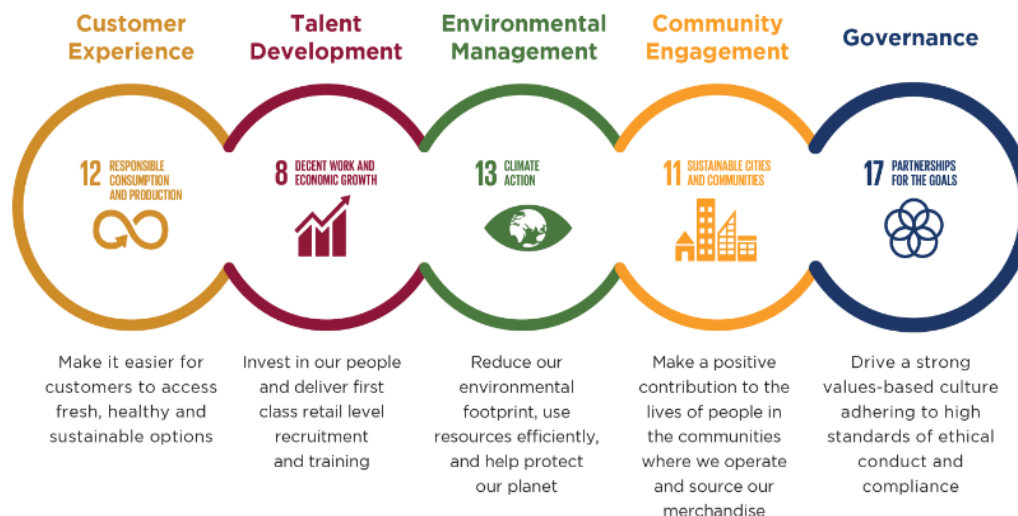 Customer
Experience
Talent
Development
Environmental
Management
Community
Engagement
Governance
12 RESPONSIBLE
CONSUMPTION
AND PRODUCTION
8 DECENT WORK AND
ECONOMIC GROWTH
13 CLIMATE
ACTION
11 SUSTAINABLE CITIES
AND COMMUNITIES
17 PARTNERSHIPS
FOR THE GOALS
Make it easier for
customers to access
fresh, healthy and
sustainable options
Invest in our people
and deliver first
class retail level
recruitment
and training
Reduce our
environmental
footprint, use
resources efficiently,
and help protect
our planet
Make a positive
contribution to the
lives of people in
the communities
where we operate
and source our
merchandise
Drive a strong
values-based culture
adhering to high
standards of ethical
conduct and
compliance